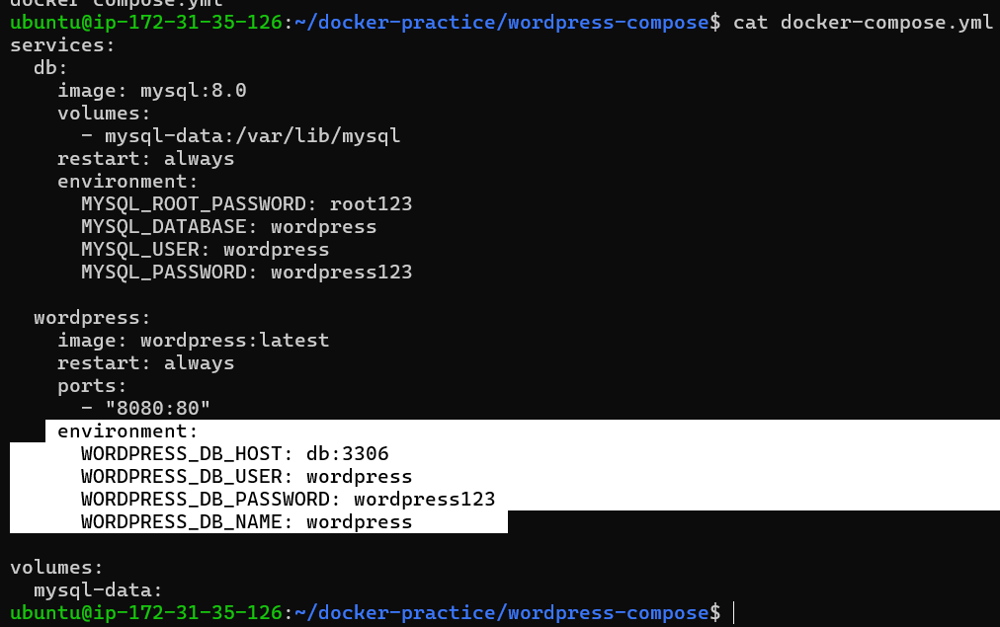 docker-compose.yml
ubuntu@ip-172-31-35-126:~/docker-practice/wordpress-compose$ cat docker-compose.yml
services:
  db:
    image: mysql:8.0
    volumes:
      - mysql-data:/var/lib/mysql
    restart: always
    environment:
      MYSQL_ROOT_PASSWORD: root123
      MYSQL_DATABASE: wordpress
      MYSQL_USER: wordpress
      MYSQL_PASSWORD: wordpress123

  wordpress:
    image: wordpress:latest
    restart: always
    ports:
      - "8080:80"
    environment:
      WORDPRESS_DB_HOST: db:3306
      WORDPRESS_DB_USER: wordpress
      WORDPRESS_DB_PASSWORD: wordpress123
      WORDPRESS_DB_NAME: wordpress

volumes:
  mysql-data:
ubuntu@ip-172-31-35-126:~/docker-practice/wordpress-compose$